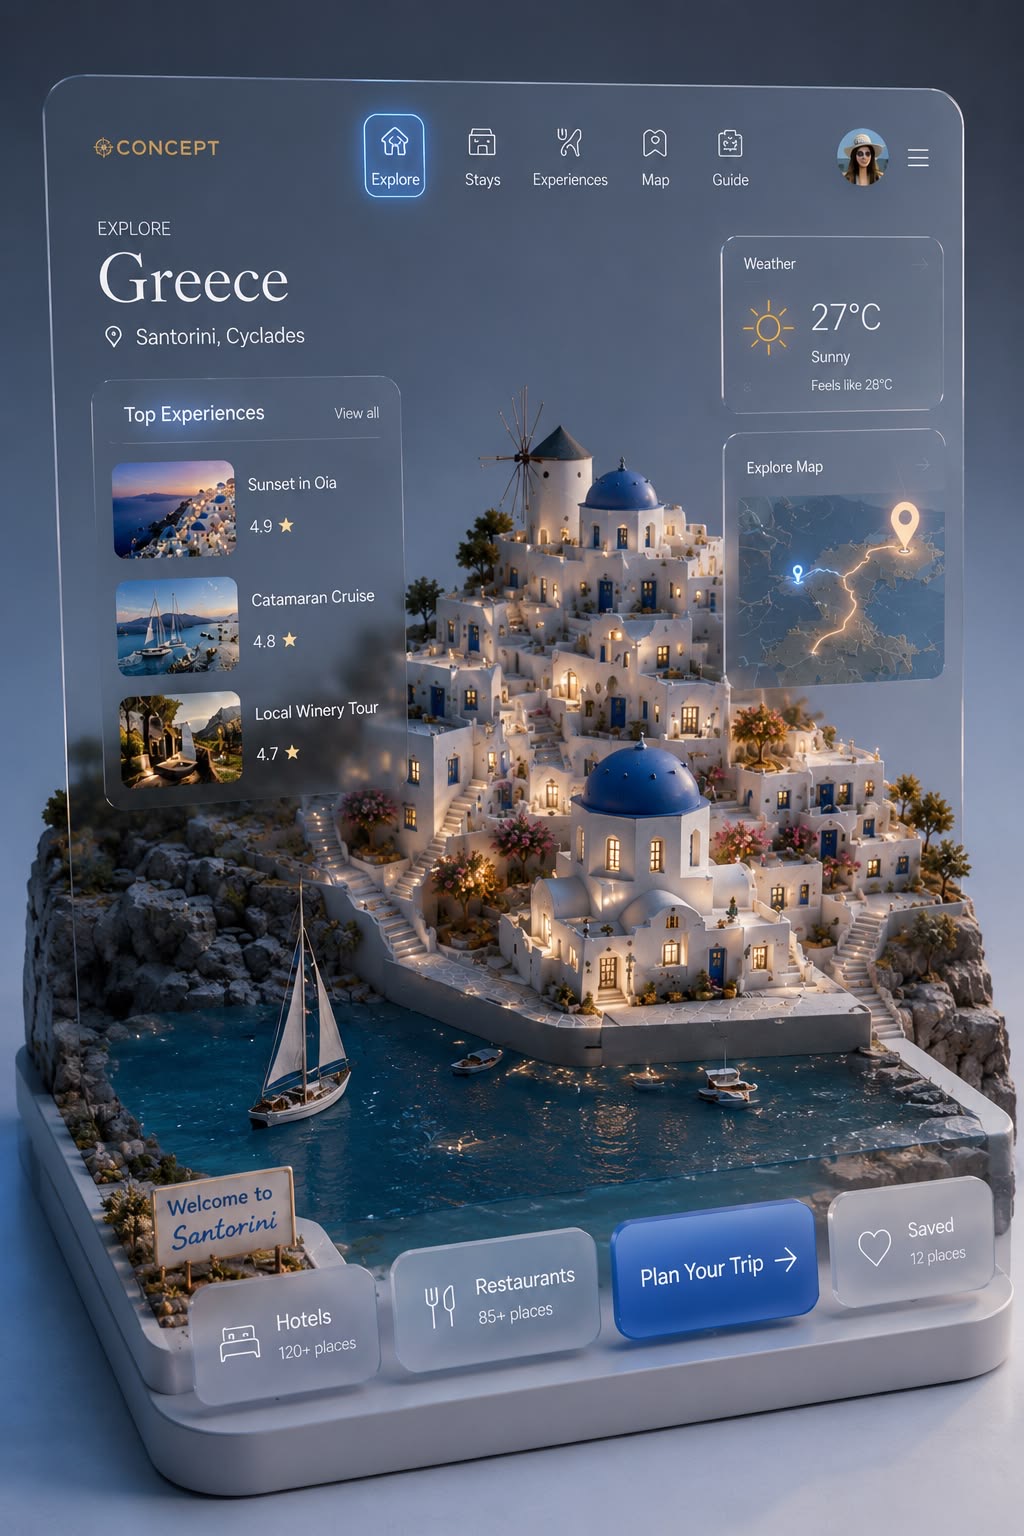 CONCEPT
Explore
Stays
Experiences
Map
Guide
EXPLORE
Greece
Santorini, Cyclades
Top Experiences
View all
Sunset in Oia
4.9
Catamaran Cruise
4.8
Local Winery Tour
4.7
Weather
27°C
Sunny
Feels like 28°C
Explore Map
Welcome to
Santorini
Hotels
120+ places
Restaurants
85+ places
Plan Your Trip
Saved
12 places